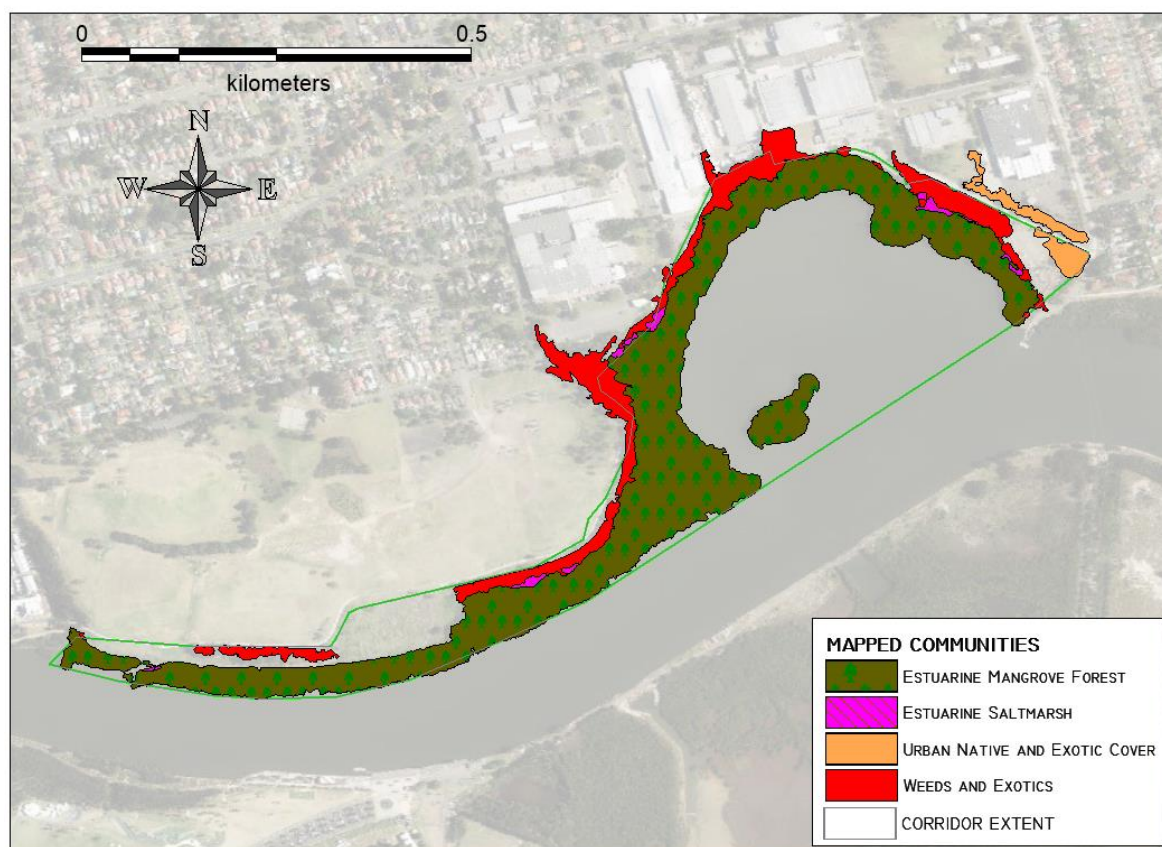 0 0.5
kilometers
N
W E
S
MAPPED COMMUNITIES
ESTUARINE MANGROVE FOREST
ESTUARINE SALTMARSH
URBAN NATIVE AND EXOTIC COVER
WEEDS AND EXOTICS
CORRIDOR EXTENT